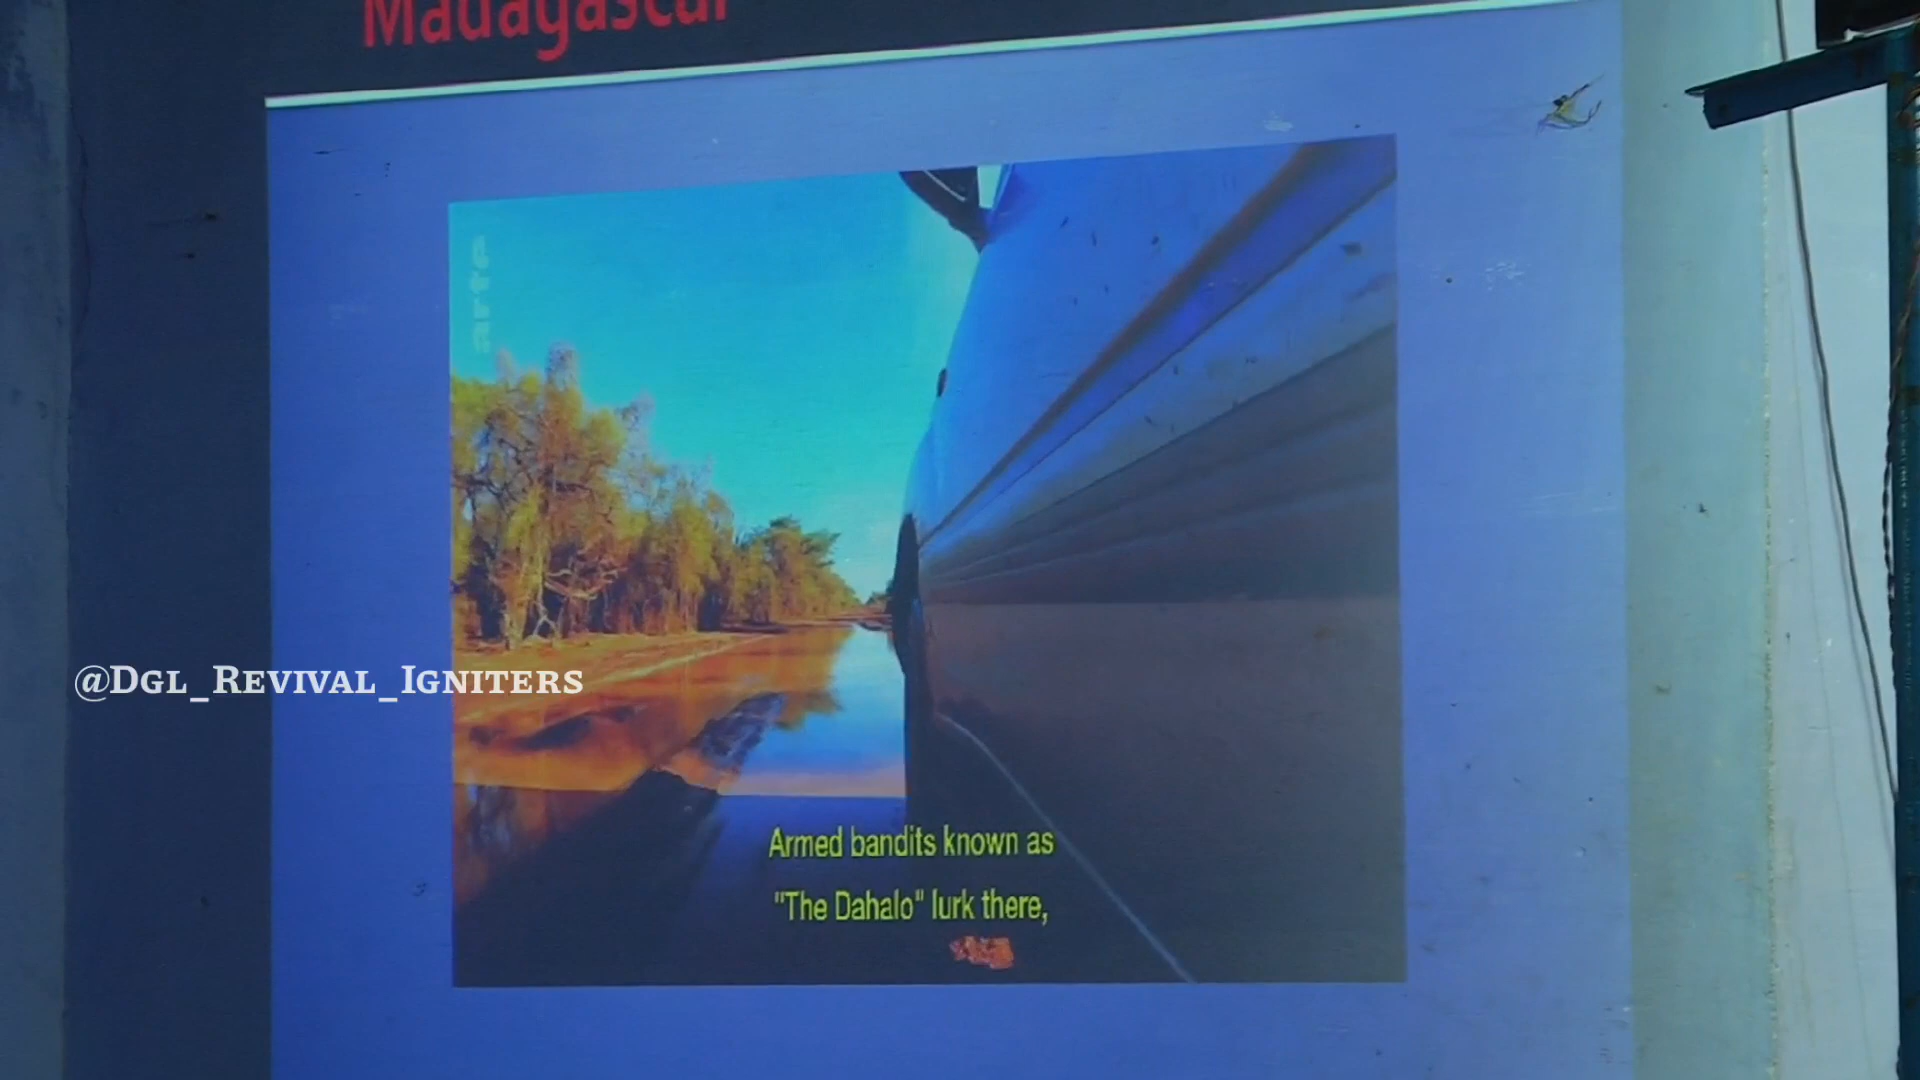 Madagascar
arte
@Dgl_Revival_Igniters
Armed bandits known as
"The Dahalo" lurk there,